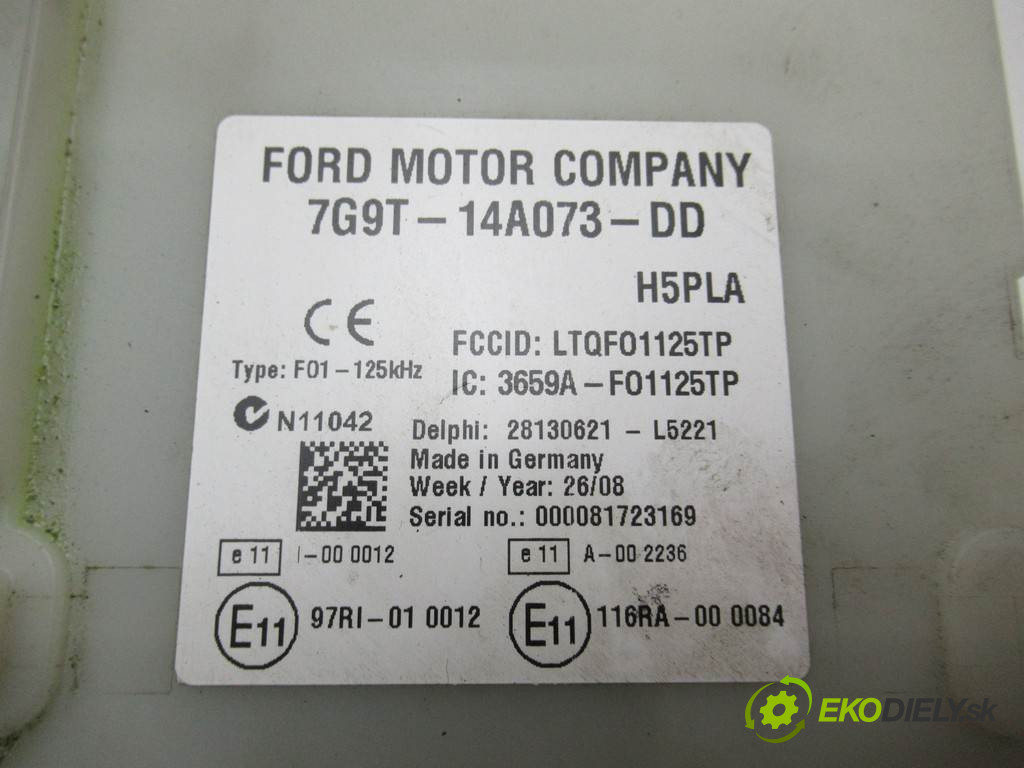 FORD MOTOR COMPANY
7G9T-14A073-DD
H5PLA
CE
FCCID: LTQFO1125TP
Type: F01-125kHz
IC: 3659A-FO1125TP
N11042
Delphi: 28130621 - L5221
Made in Germany
Week / Year: 26/08
Serial no.: 000081723169
e 11 I-00 0012 e 11 A-00 2236
E11 97RI-01 0012 E11 116RA-00 0084
EKODIELY.sk